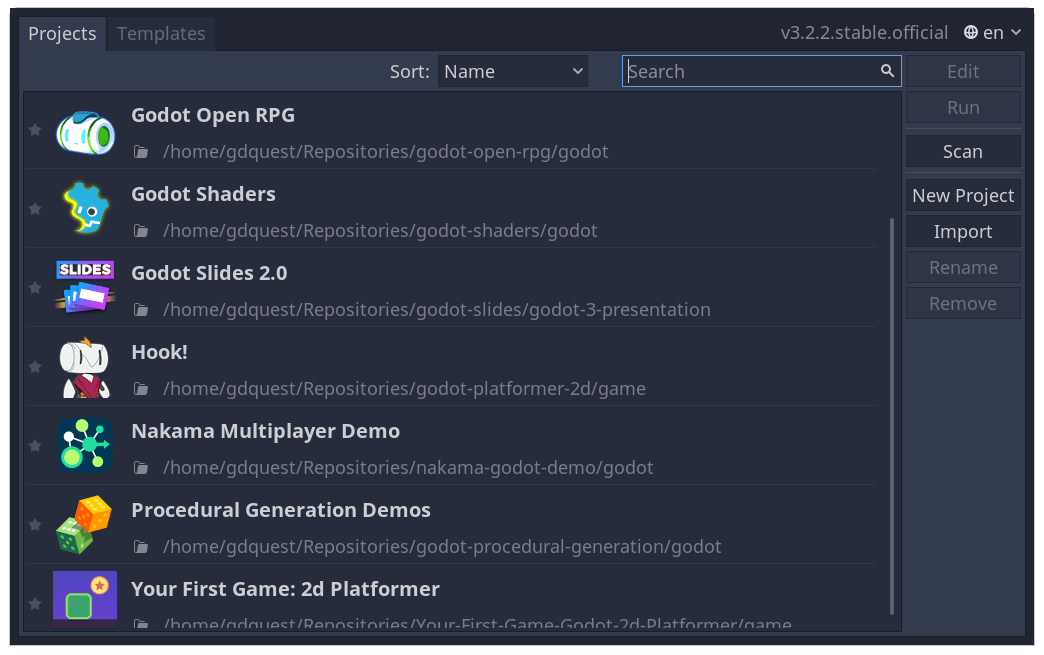 Projects Templates v3.2.2.stable.official en
Sort: Name Search Edit
Run
Scan
New Project
Import
Rename
Remove
Godot Open RPG
/home/gdquest/Repositories/godot-open-rpg/godot
Godot Shaders
/home/gdquest/Repositories/godot-shaders/godot
SLIDES
Godot Slides 2.0
/home/gdquest/Repositories/godot-slides/godot-3-presentation
Hook!
/home/gdquest/Repositories/godot-platformer-2d/game
Nakama Multiplayer Demo
/home/gdquest/Repositories/nakama-godot-demo/godot
Procedural Generation Demos
/home/gdquest/Repositories/godot-procedural-generation/godot
Your First Game: 2d Platformer
/home/gdquest/Repositories/Your-First-Game-Godot-2d-Platformer/game